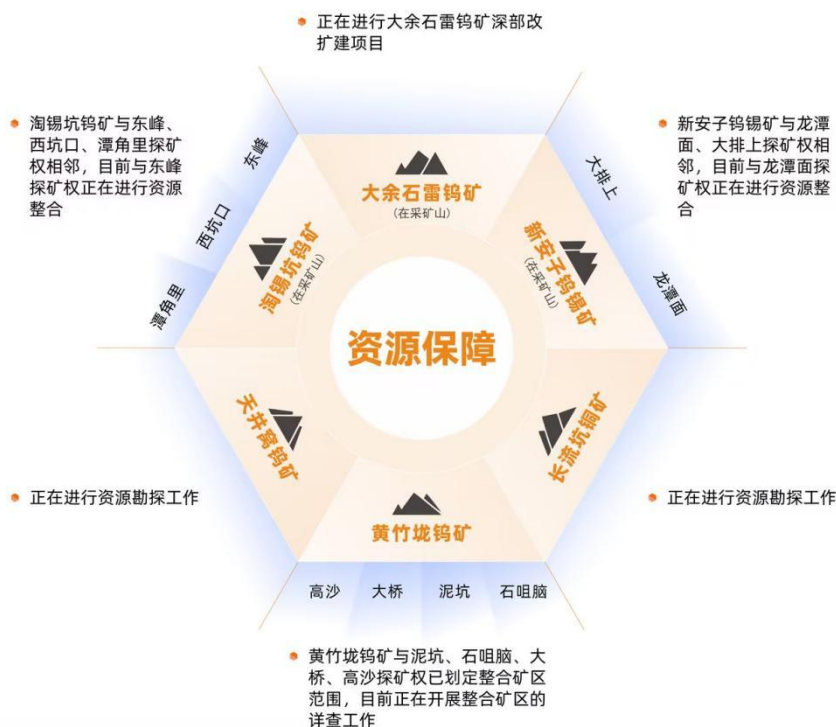 正在进行大余石雷钨矿深部改
扩建项目
淘锡坑钨矿与东峰、
西坑口、潭角里探矿
权相邻，目前与东峰
探矿权正在进行资源
整合
新安子钨锡矿与龙潭
面、大排上探矿权相
邻，目前与龙潭面探
矿权正在进行资源整
合
东峰
西坑口
潭角里
大排上
龙潭面
大余石雷钨矿
(在采矿山)
淘锡坑钨矿
(在采矿山)
新安子钨锡矿
(在采矿山)
资源保障
天井窝钨矿
长流坑铜矿
黄竹垅钨矿
正在进行资源勘探工作
正在进行资源勘探工作
高沙
大桥
泥坑
石咀脑
黄竹垅钨矿与泥坑、石咀脑、大
桥、高沙探矿权已划定整合矿区
范围，目前正在开展整合矿区的
详查工作